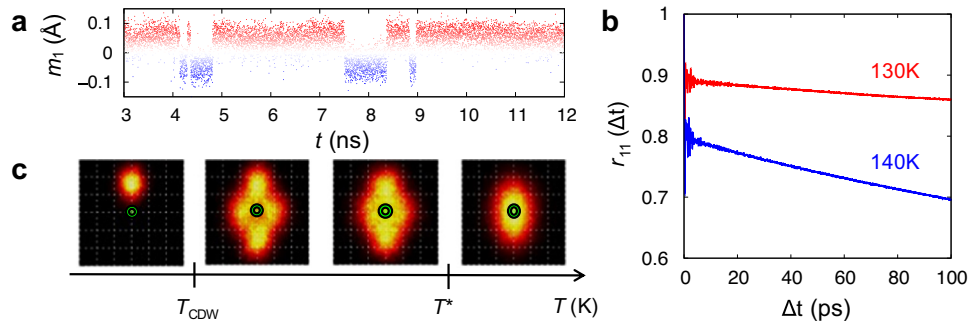 a
m₁ (Å)
0.1
0
−0.1
3 4 5 6 7 8 9 10 11 12
t (ns)
b
r₁₁ (Δt)
1
0.9
0.8
0.7
0.6
130K
140K
0 20 40 60 80 100
Δt (ps)
c
T_CDW T* T (K)